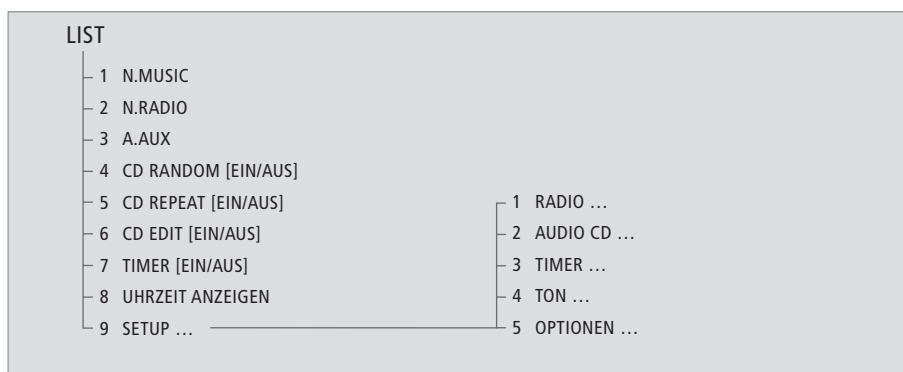 LIST
1 N.MUSIC
2 N.RADIO
3 A.AUX
4 CD RANDOM [EIN/AUS]
5 CD REPEAT [EIN/AUS]
6 CD EDIT [EIN/AUS]
7 TIMER [EIN/AUS]
8 UHRZEIT ANZEIGEN
9 SETUP …
1 RADIO …
2 AUDIO CD …
3 TIMER …
4 TON …
5 OPTIONEN …